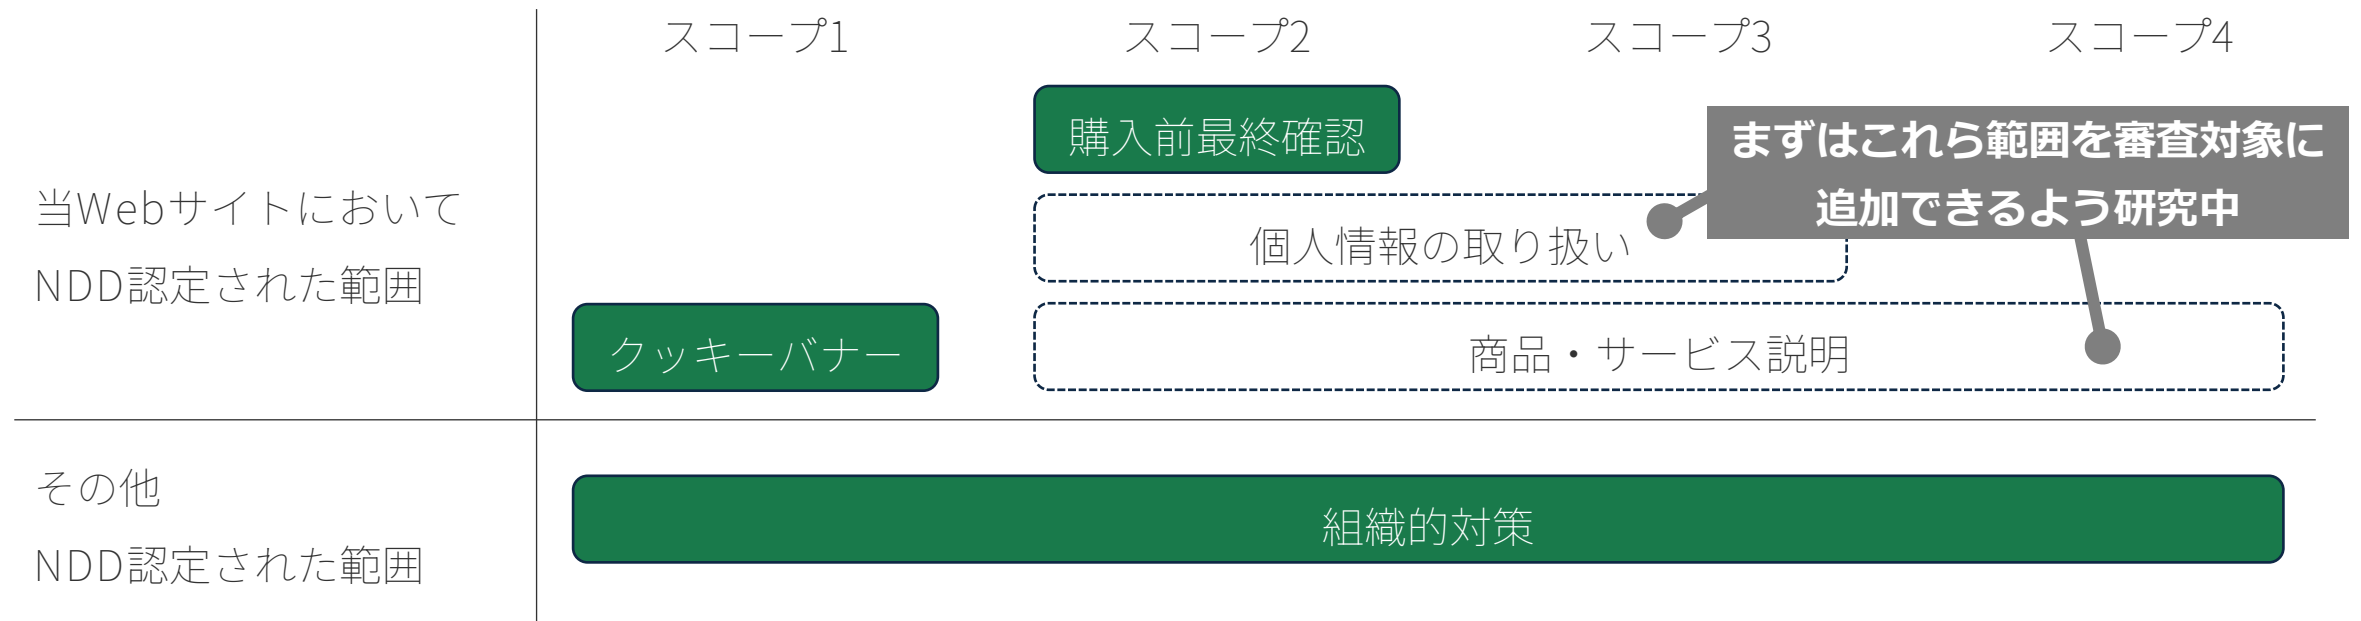 スコープ1
スコープ2
スコープ3
スコープ4
購入前最終確認
まずはこれら範囲を審査対象に
追加できるよう研究中
当Webサイトにおいて
NDD認定された範囲
個人情報の取り扱い
クッキーバナー
商品・サービス説明
その他
NDD認定された範囲
組織的対策